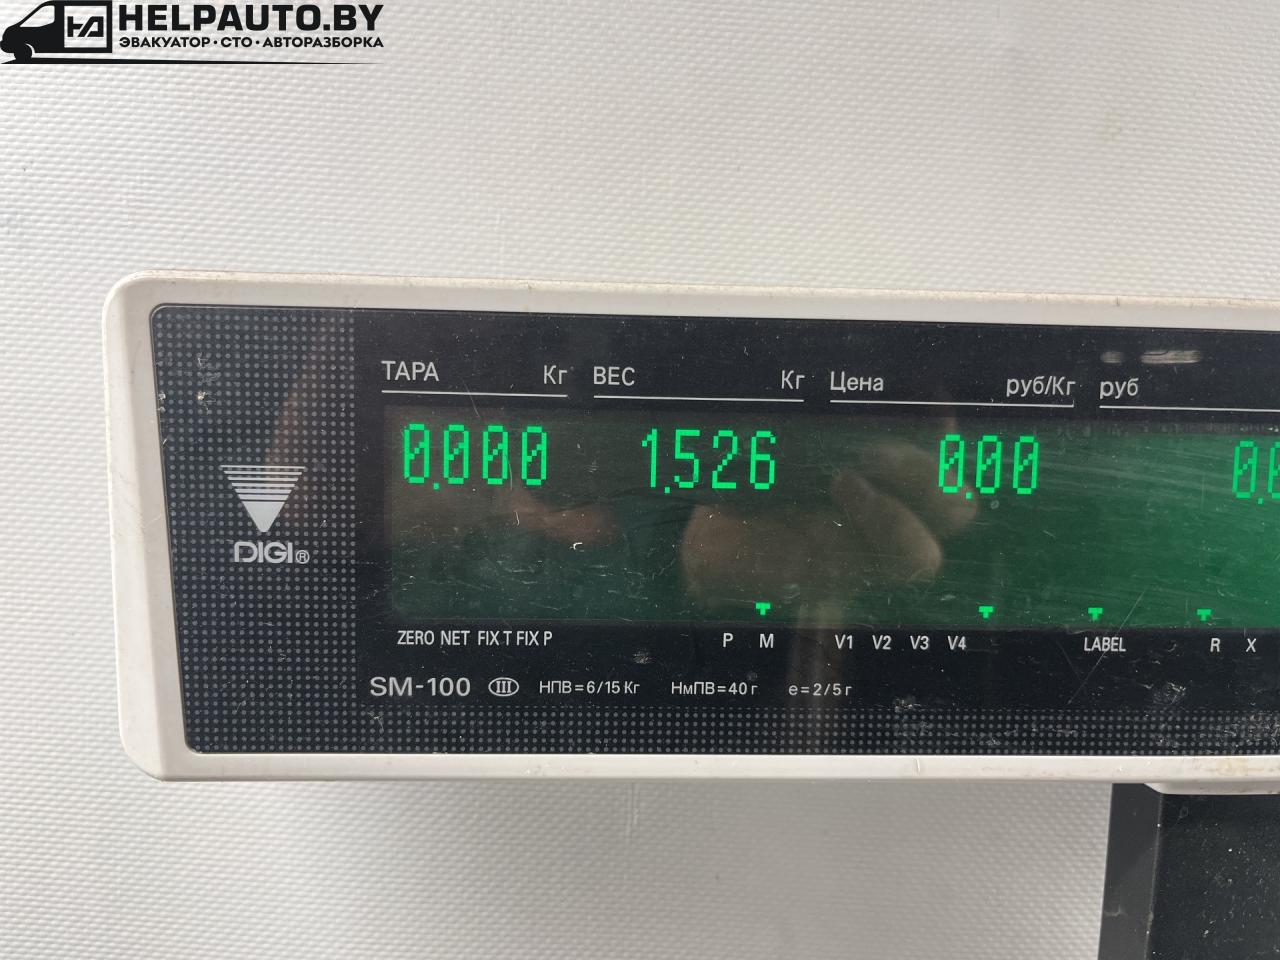 HELPAUTO.BY
ЭВАКУАТОР · СТО · АВТОРАЗБОРКА
ТАРА Кг ВЕС Кг Цена руб/Кг руб
0.000 1.526 0.00
DIGI®
ZERO NET FIX T FIX P P M V1 V2 V3 V4 LABEL R X
SM-100 III НПВ=6/15 Кг НмПВ=40 г е=2/5 г